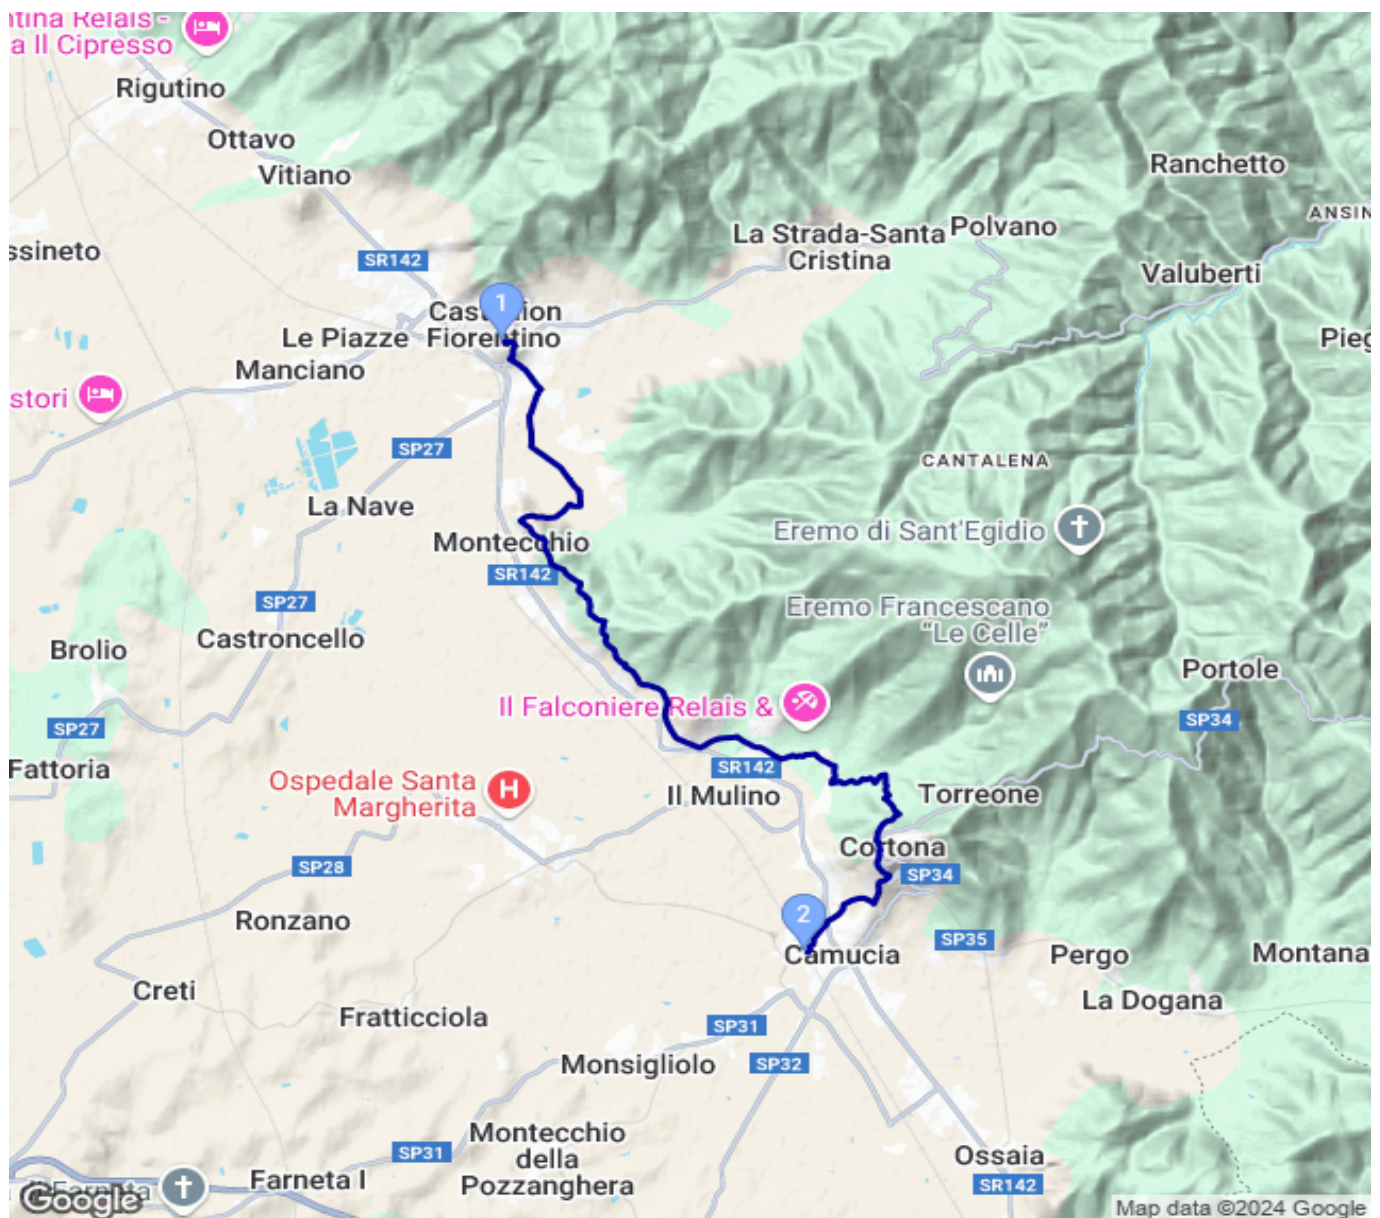 ntina Relais -
a Il Cipresso
Rigutino
Ottavo
Vitiano
Ranchetto
ANSIN
La Strada-Santa
Cristina
Polvano
ssineto
SR142
Valuberti
1
Fiorentino
Le Piazze
Pieg
Manciano
stori
SP27
CANTALENA
La Nave
Eremo di Sant'Egidio
Montecchio
SR142
SP27
Eremo Francescano
"Le Celle"
Castroncello
Brolio
Portole
Il Falconiere Relais &
SP34
SP27
Fattoria
SR142
Ospedale Santa
Margherita
H
Il Mulino
Torreone
Cortona
SP28
SP34
Ronzano
2
SP35
Camucia
Pergo
Montana
Creti
La Dogana
Fratticciola
SP31
Monsigliolo
SP32
Montecchio
della
Pozzanghera
SP31
Ossaia
Farneta I
SR142
Google
Map data ©2024 Google